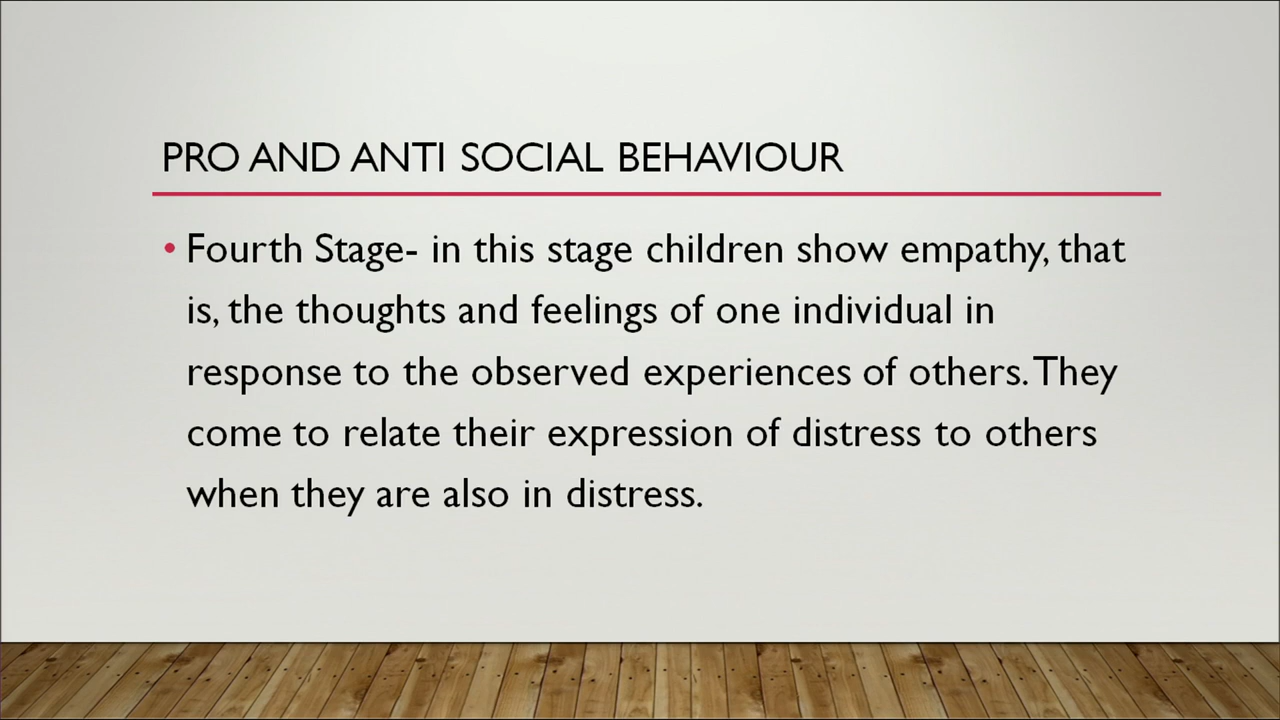 PRO AND ANTI SOCIAL BEHAVIOUR
• Fourth Stage- in this stage children show empathy, that
is, the thoughts and feelings of one individual in
response to the observed experiences of others. They
come to relate their expression of distress to others
when they are also in distress.